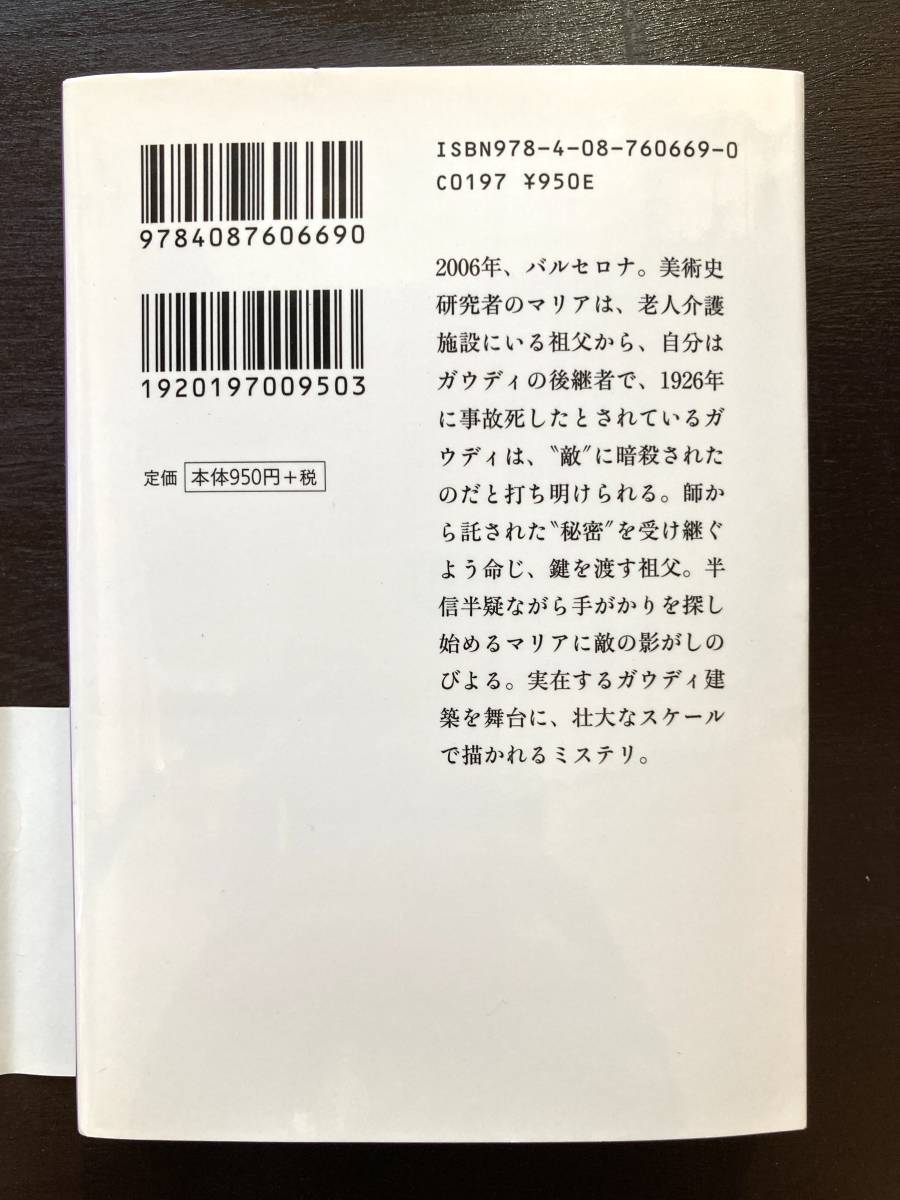 9784087606690
1920197009503
定価 本体950円+税
ISBN978-4-08-760669-0
C0197 ¥950E
2006年、バルセロナ。美術史
研究者のマリアは、老人介護
施設にいる祖父から、自分は
ガウディの後継者で、1926年
に事故死したとされているガ
ウディは、〝敵〟に暗殺された
のだと打ち明けられる。師か
ら託された〝秘密〟を受け継ぐ
よう命じ、鍵を渡す祖父。半
信半疑ながら手がかりを探し
始めるマリアに敵の影がしの
びよる。実在するガウディ建
築を舞台に、壮大なスケール
で描かれるミステリ。